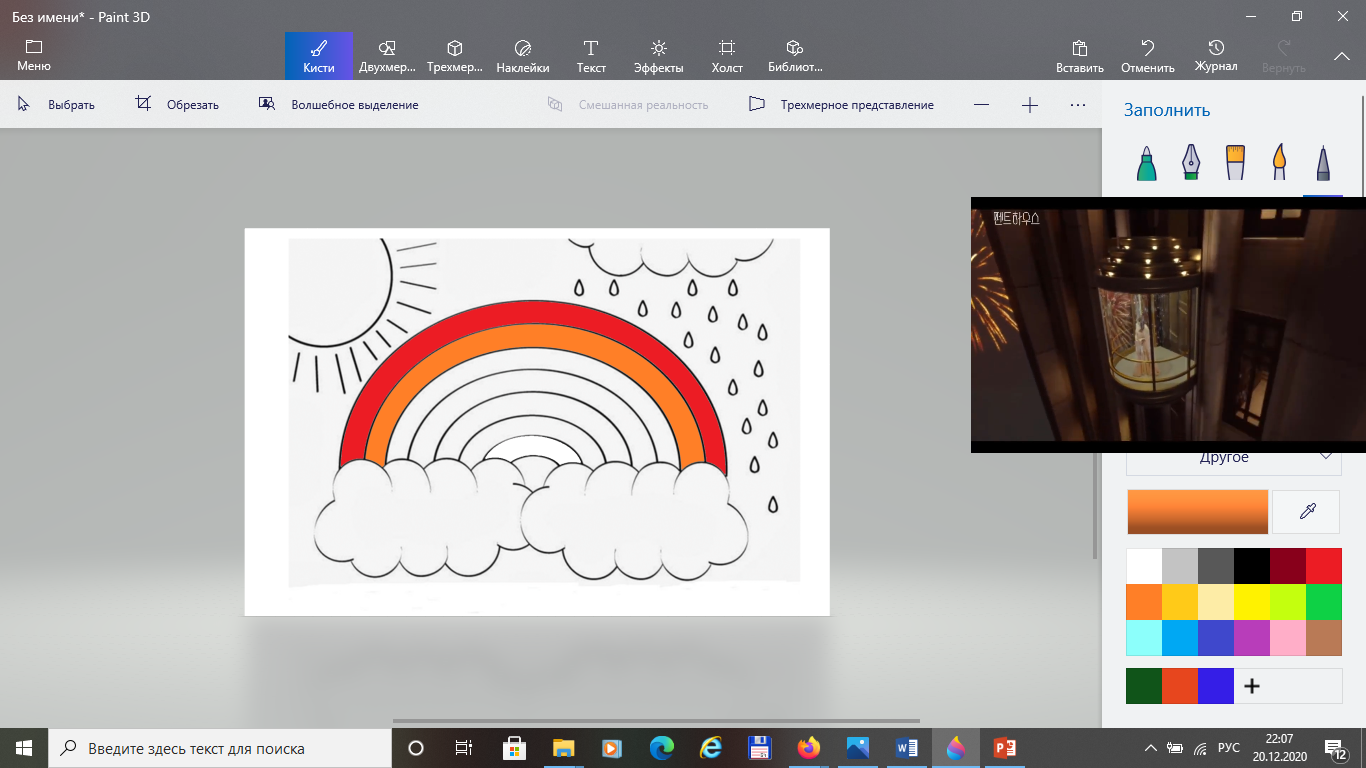 Без имени* - Paint 3D
Меню
Кисти
Двухмер...
Трехмер...
Наклейки
Текст
Эффекты
Холст
Библиот...
Вставить
Отменить
Журнал
Вернуть
Выбрать
Обрезать
Волшебное выделение
Смешанная реальность
Трехмерное представление
Заполнить
펜트하우스
Другое
Введите здесь текст для поиска
РУС
22:07
20.12.2020
12